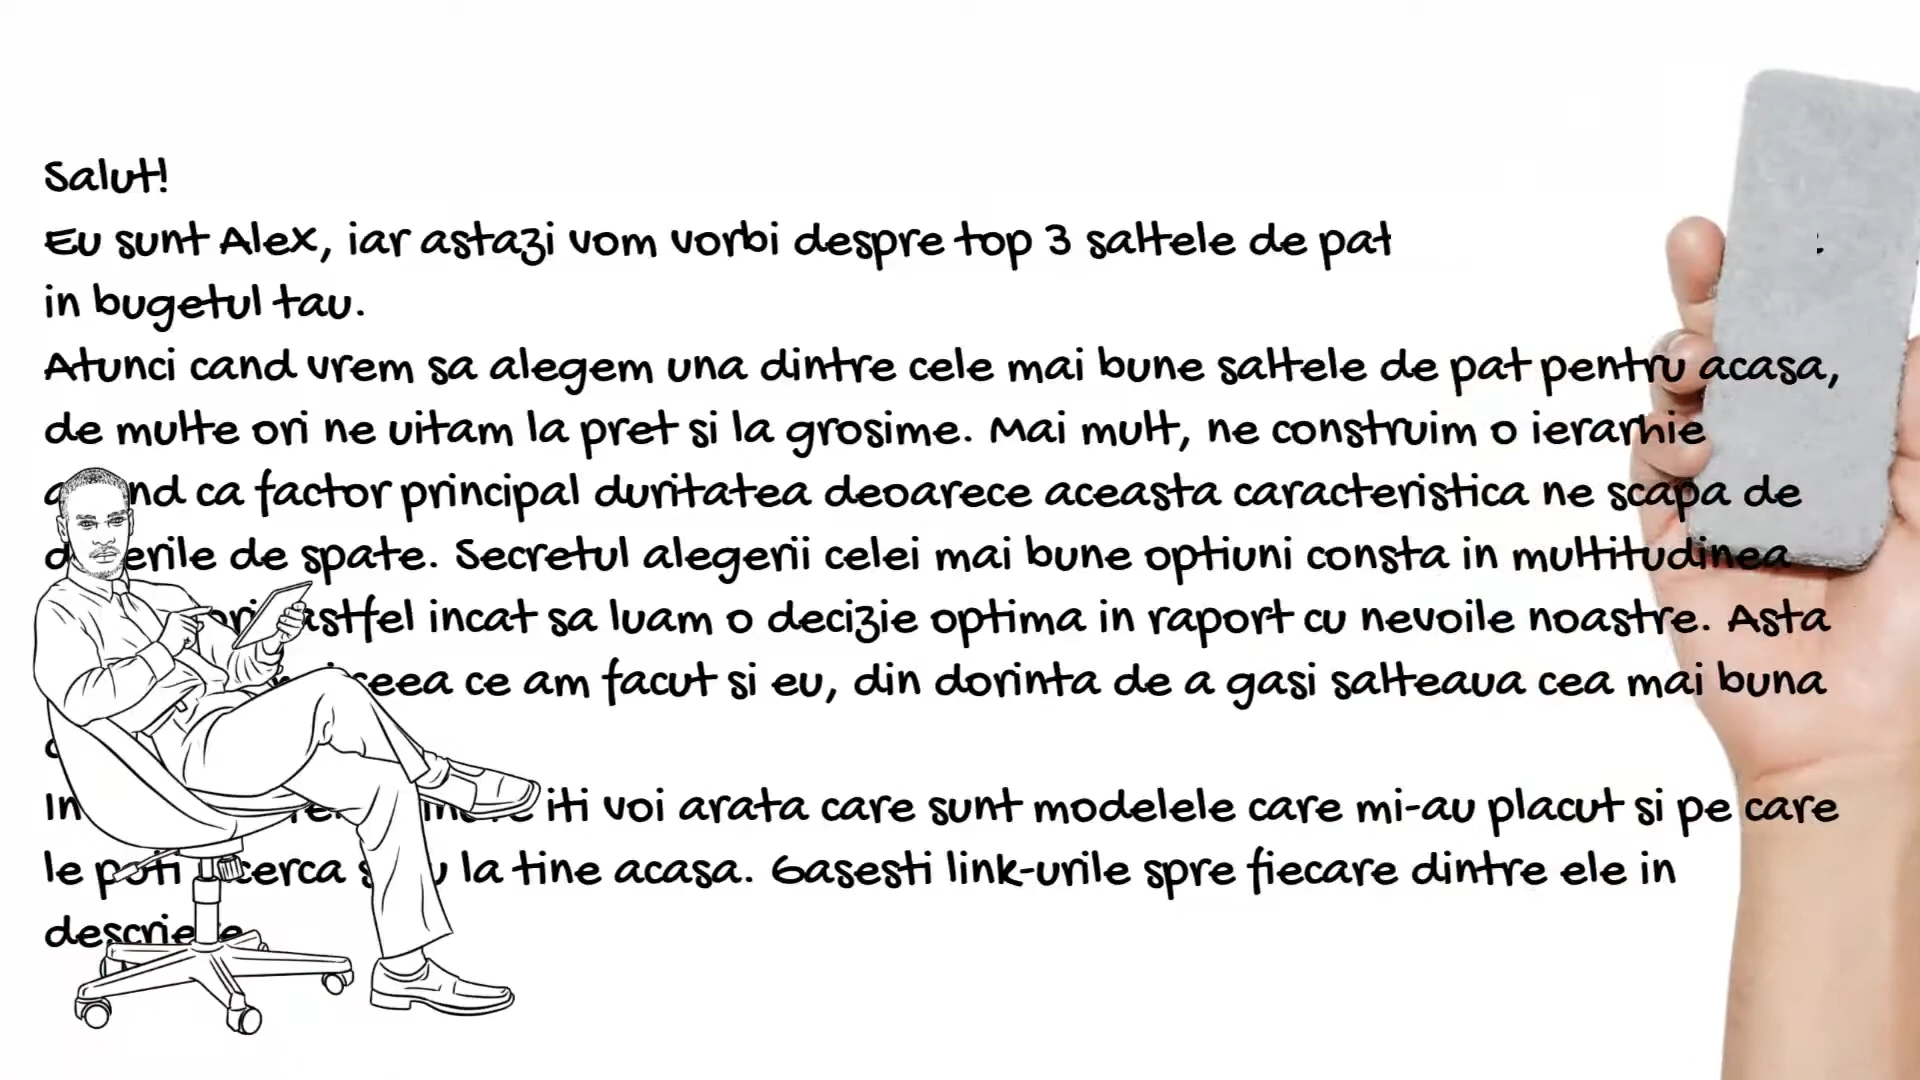 Salut!
Eu sunt Alex, iar astazi vom vorbi despre top 3 saltele de pat
in bugetul tau.
Atunci cand vrem sa alegem una dintre cele mai bune saltele de pat pentru acasa,
de multe ori ne uitam la pret si la grosime. Mai mult, ne construim o ierarhie
ca factor principal duritatea deoarece aceasta caracteristica ne scapa de
de spate. Secretul alegerii celei mai bune optiuni consta in multitudinea
astfel incat sa luam o decizie optima in raport cu nevoile noastre. Asta
ceea ce am facut si eu, din dorinta de a gasi salteaua cea mai buna
In iti voi arata care sunt modelele care mi-au placut si pe care
le poti la tine acasa. Gasesti link-urile spre fiecare dintre ele in
descriere